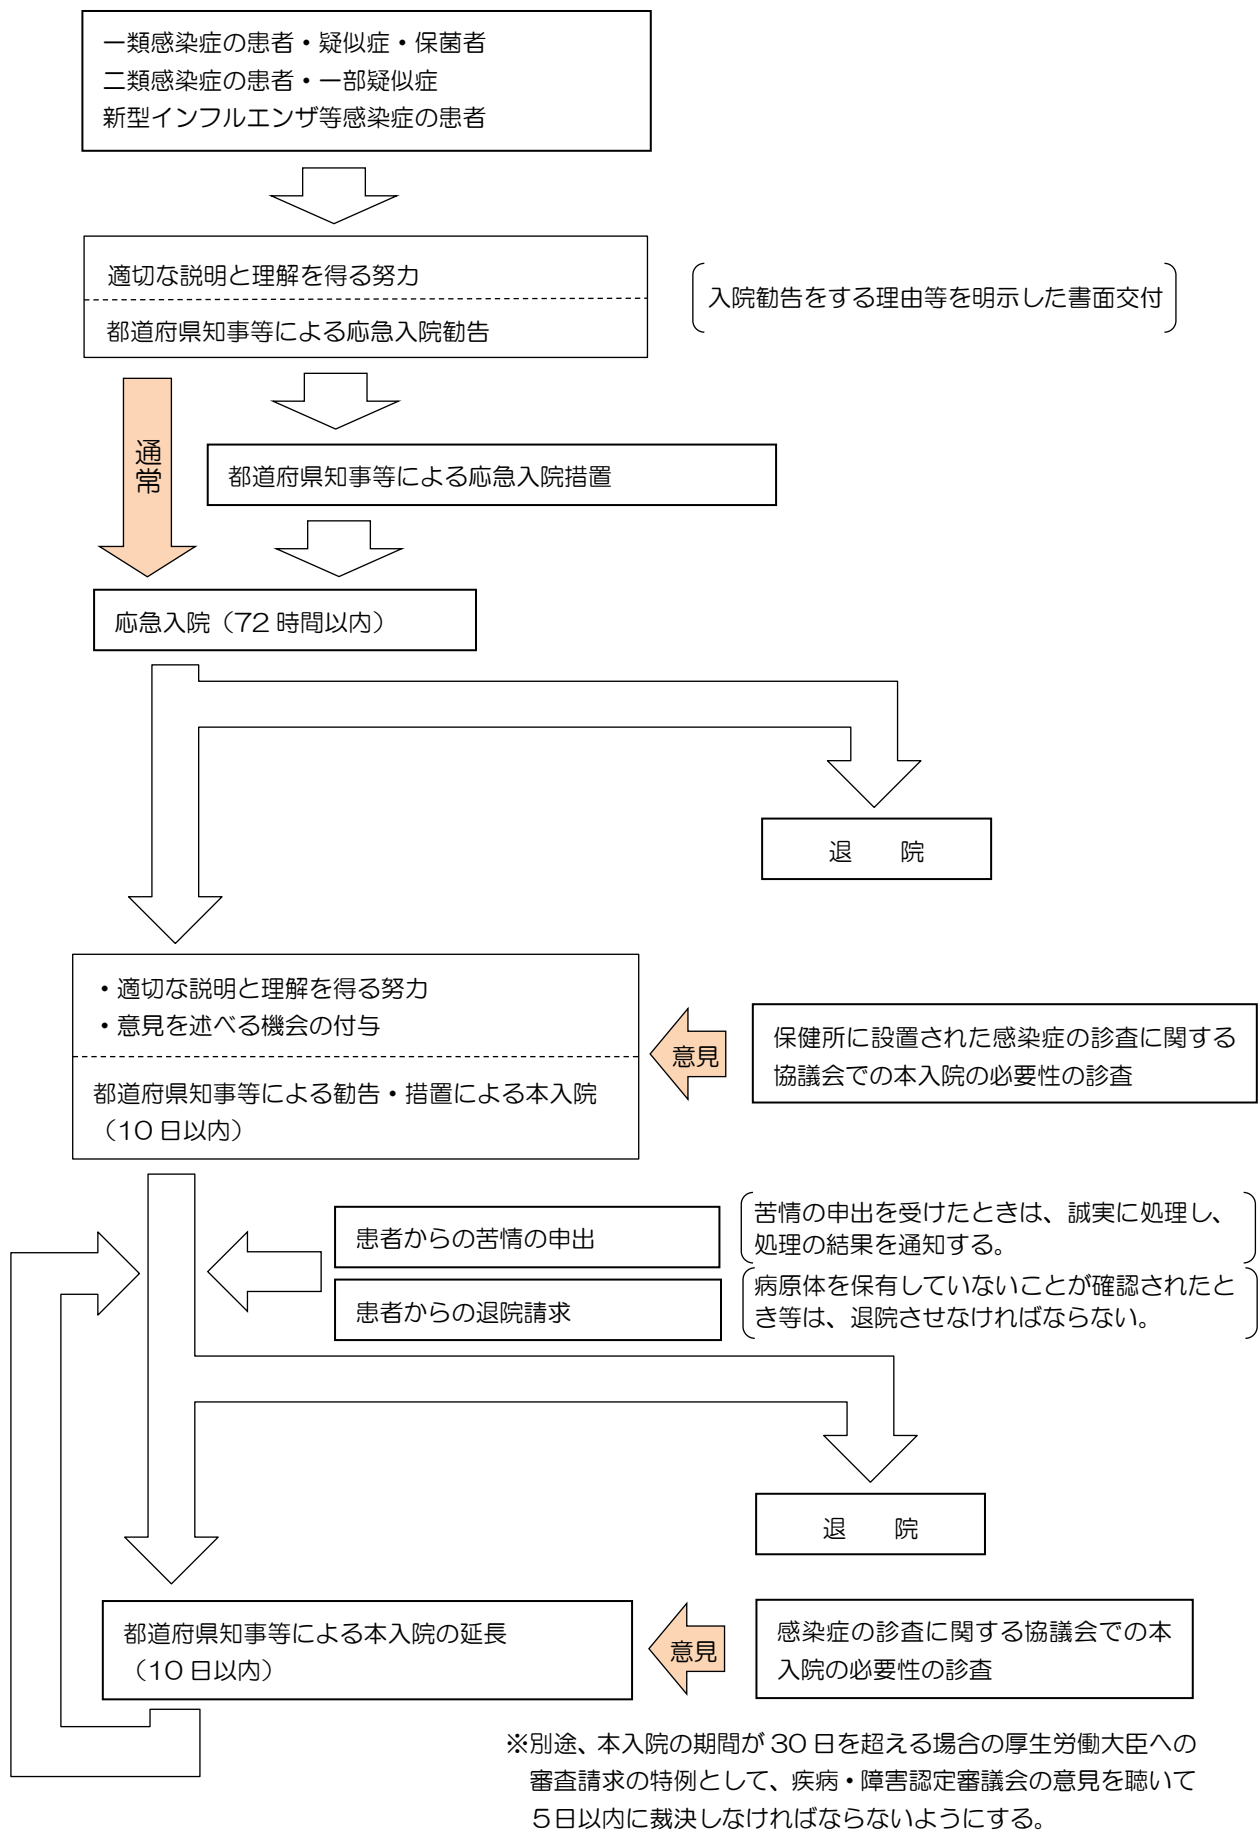 一類感染症の患者・疑似症・保菌者
二類感染症の患者・一部疑似症
新型インフルエンザ等感染症の患者
適切な説明と理解を得る努力
都道府県知事等による応急入院勧告
入院勧告をする理由等を明示した書面交付
通常
都道府県知事等による応急入院措置
応急入院（72 時間以内）
退　　院
・適切な説明と理解を得る努力
・意見を述べる機会の付与
都道府県知事等による勧告・措置による本入院
（10 日以内）
意見
保健所に設置された感染症の診査に関する
協議会での本入院の必要性の診査
患者からの苦情の申出
苦情の申出を受けたときは、誠実に処理し、
処理の結果を通知する。
患者からの退院請求
病原体を保有していないことが確認されたと
き等は、退院させなければならない。
退　　院
都道府県知事等による本入院の延長
（10 日以内）
意見
感染症の診査に関する協議会での本
入院の必要性の診査
※別途、本入院の期間が 30 日を超える場合の厚生労働大臣への
審査請求の特例として、疾病・障害認定審議会の意見を聴いて
５日以内に裁決しなければならないようにする。